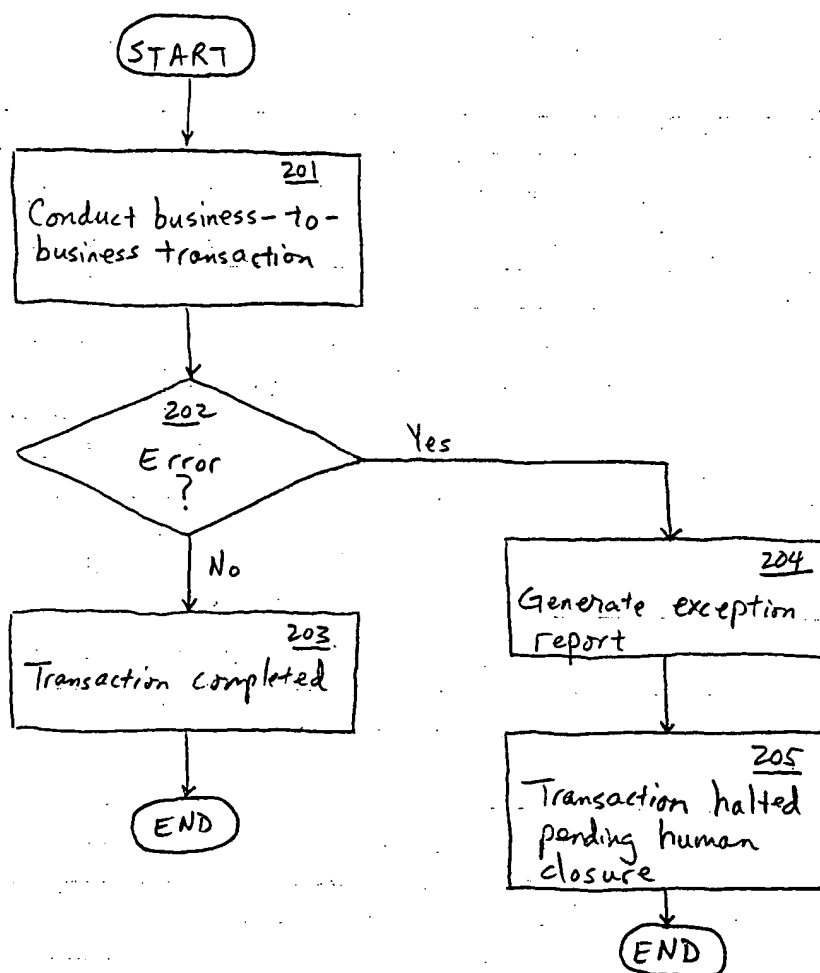 START
201
Conduct business-to-
business transaction
202
Error
?
Yes
No
203
Transaction completed
END
204
Generate exception
report
205
Transaction halted
pending human
closure
END